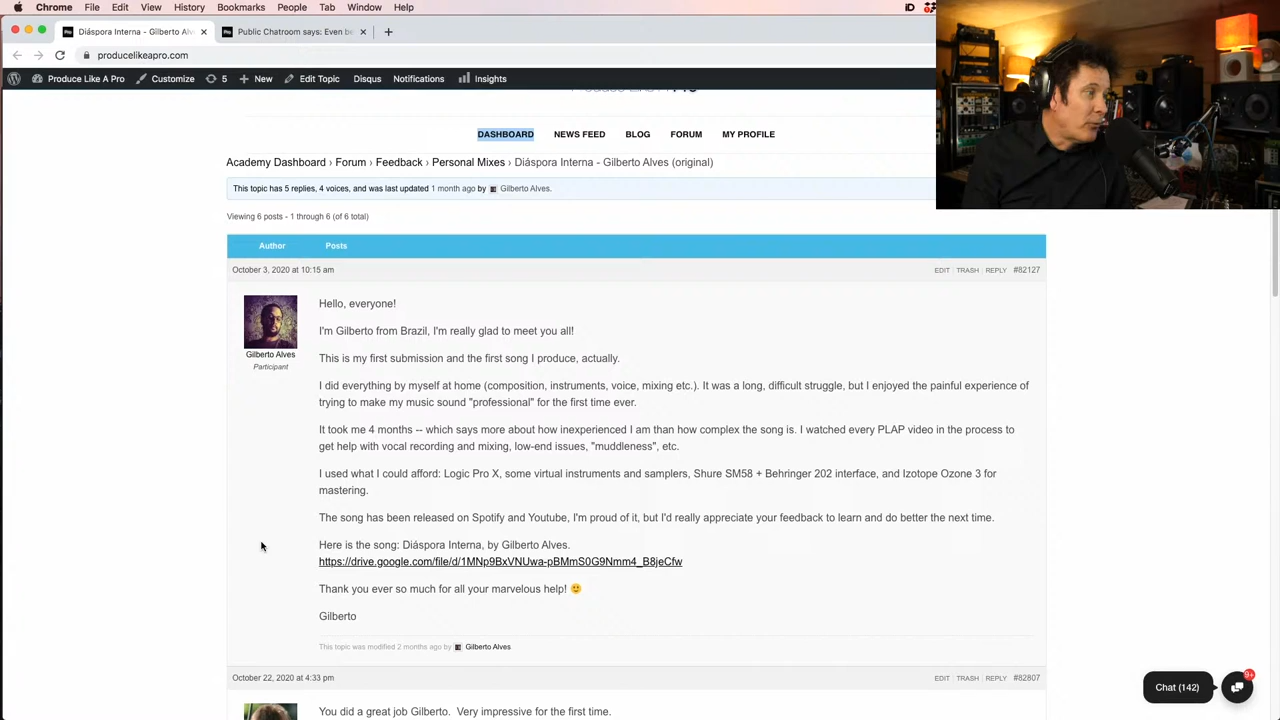 Chrome File Edit View History Bookmarks People Tab Window Help
Diáspora Interna - Gilberto Alv
Public Chatroom says: Even be
producelikeapro.com
Produce Like A Pro Customize 5 New Edit Topic Disqus Notifications Insights
DASHBOARD NEWS FEED BLOG FORUM MY PROFILE
Academy Dashboard › Forum › Feedback › Personal Mixes › Diáspora Interna - Gilberto Alves (original)
This topic has 5 replies, 4 voices, and was last updated 1 month ago by Gilberto Alves.
Viewing 6 posts - 1 through 6 (of 6 total)
Author Posts
October 3, 2020 at 10:15 am EDIT TRASH REPLY #82127
Gilberto Alves
Participant
Hello, everyone!
I'm Gilberto from Brazil, I'm really glad to meet you all!
This is my first submission and the first song I produce, actually.
I did everything by myself at home (composition, instruments, voice, mixing etc.). It was a long, difficult struggle, but I enjoyed the painful experience of
trying to make my music sound "professional" for the first time ever.
It took me 4 months -- which says more about how inexperienced I am than how complex the song is. I watched every PLAP video in the process to
get help with vocal recording and mixing, low-end issues, "muddleness", etc.
I used what I could afford: Logic Pro X, some virtual instruments and samplers, Shure SM58 + Behringer 202 interface, and Izotope Ozone 3 for
mastering.
The song has been released on Spotify and Youtube, I'm proud of it, but I'd really appreciate your feedback to learn and do better the next time.
Here is the song: Diáspora Interna, by Gilberto Alves.
https://drive.google.com/file/d/1MNp9BxVNUwa-pBMmS0G9Nmm4_B8jeCfw
Thank you ever so much for all your marvelous help! 🙂
Gilberto
This topic was modified 2 months ago by Gilberto Alves
October 22, 2020 at 4:33 pm EDIT TRASH REPLY #82807
You did a great job Gilberto. Very impressive for the first time.
Chat (142)
9+